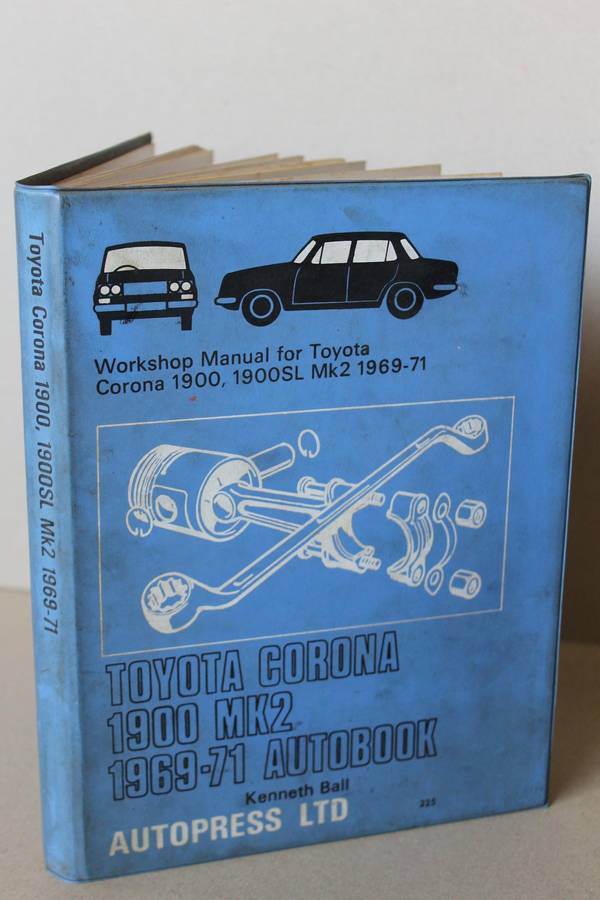 Toyota Corona 1900, 1900SL Mk2 1969-71
Workshop Manual for Toyota
Corona 1900, 1900SL Mk2 1969-71
TOYOTA CORONA
1900 MK2
1969-71 AUTOBOOK
Kenneth Ball
225
AUTOPRESS LTD